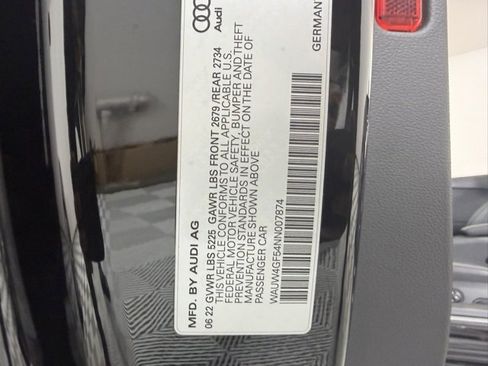 Audi
GERMANY
MFD. BY AUDI AG
06 22 GVWR LBS 5225 GAWR LBS FRONT 2679 /REAR 2734
THIS VEHICLE CONFORMS TO ALL APPLICABLE U.S.
FEDERAL MOTOR VEHICLE SAFETY, BUMPER AND THEFT
PREVENTION STANDARDS IN EFFECT ON THE DATE OF
MANUFACTURE SHOWN ABOVE
PASSENGER CAR
WAUW4GF54NN007874